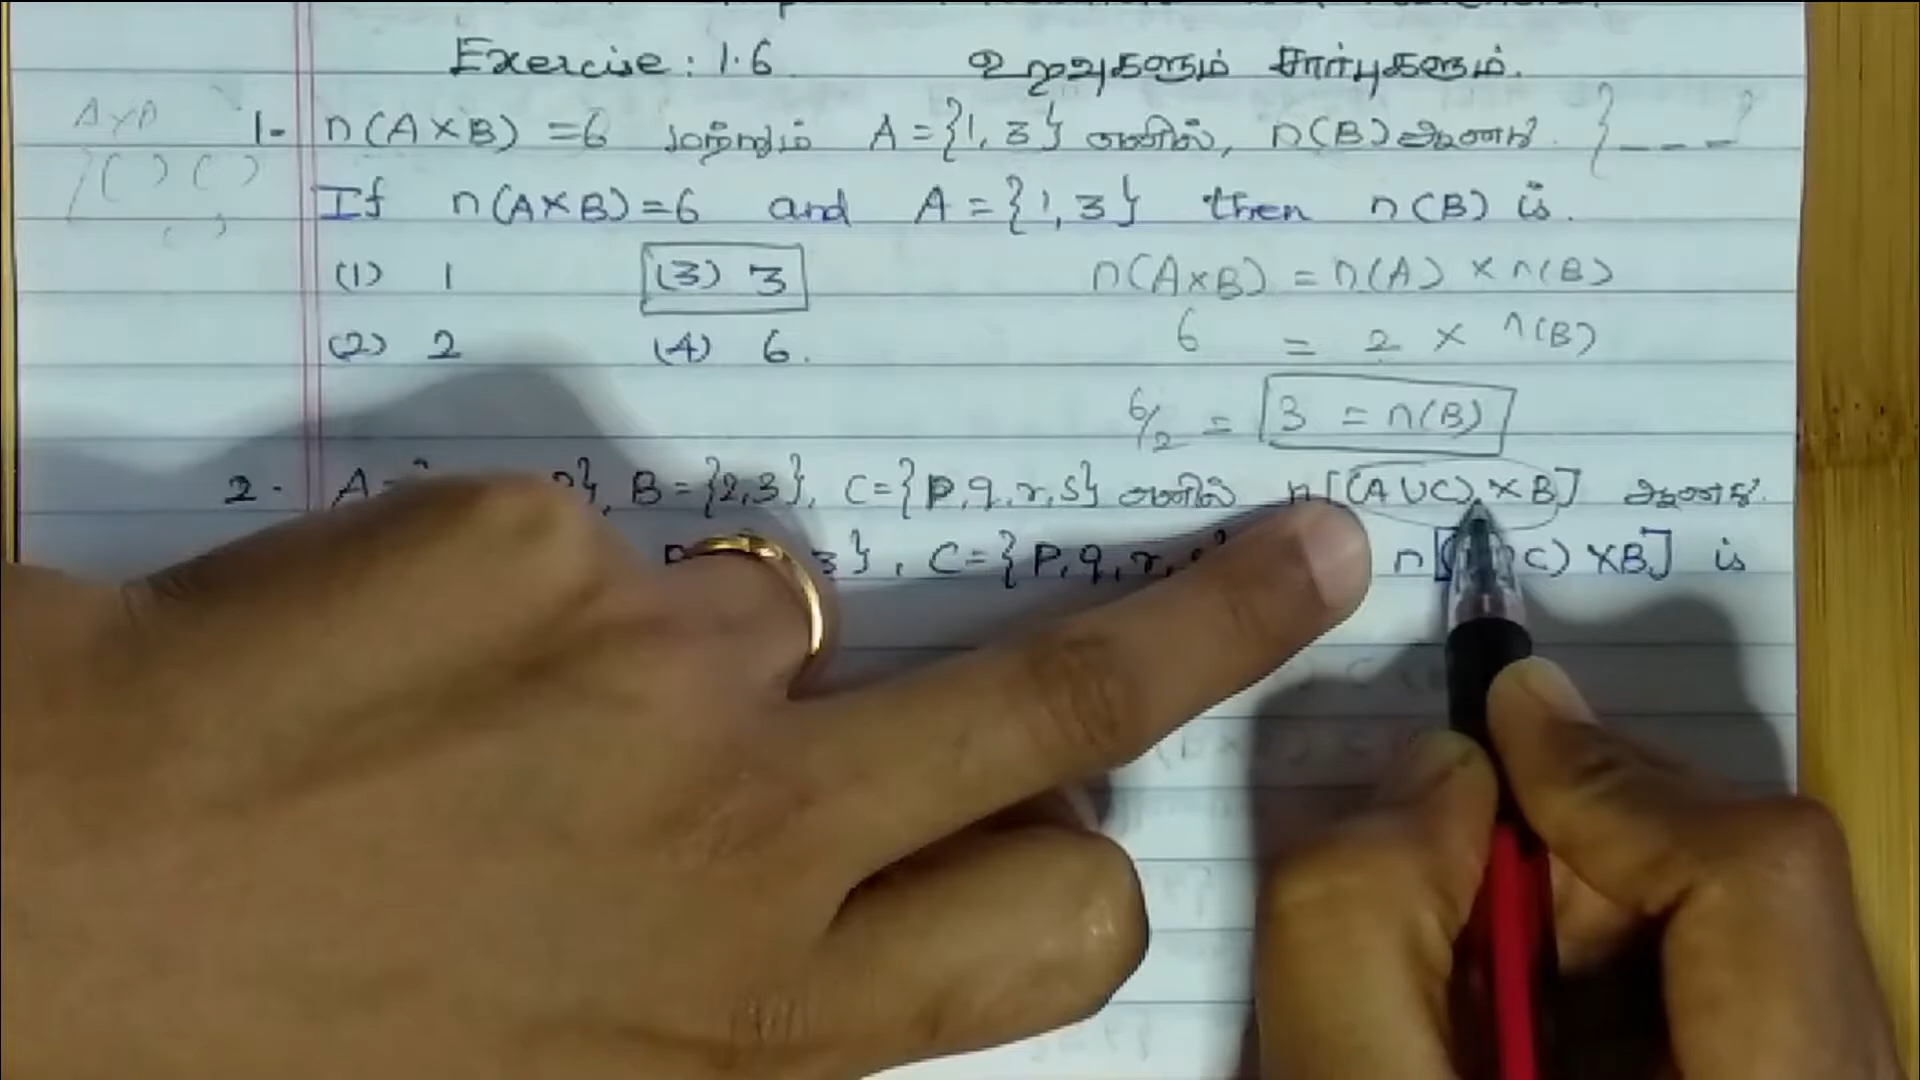 Exercise: 1.6 உறவுகளும் சார்புகளும்.
1- n(A×B) =6 மற்றும் A={1, 3} எனில், n(B) ஆனது. {_ _ _}
If n(A×B)=6 and A={1,3} then n(B) is.
(1) 1 (3) 3 n(A×B) = n(A) × n(B)
(2) 2 (4) 6. 6 = 2 × n(B)
6/2 = 3 = n(B)
2. A= }, B={2,3}, C={P,q,r,s} எனில் n[(A∪C)×B] ஆனது.
3}, C={P,q,r, n[ C) ×B] is